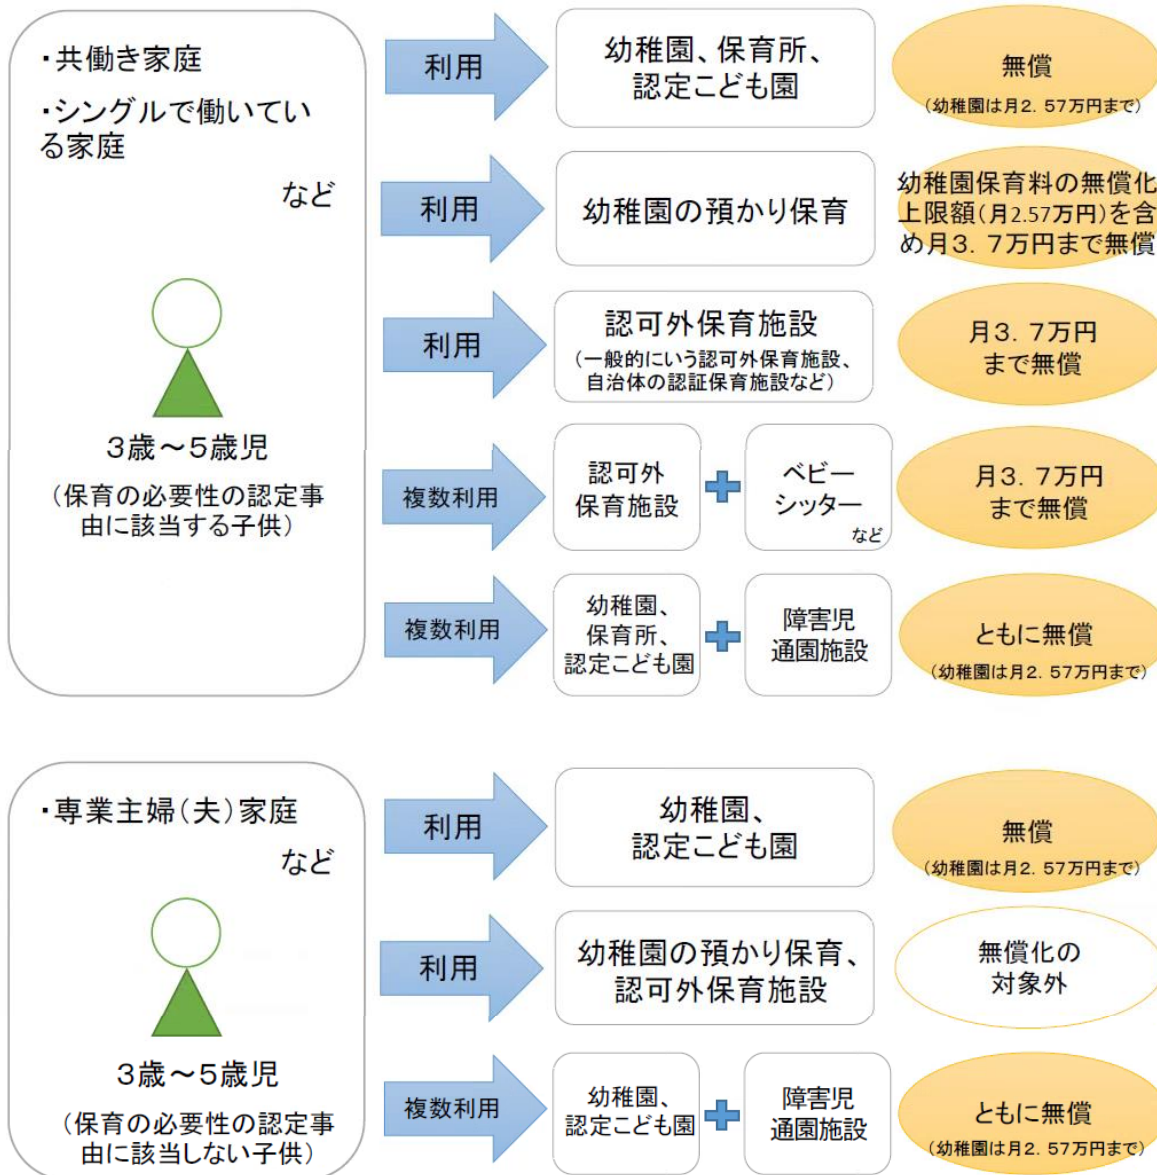 ・共働き家庭
・シングルで働いてい
る家庭
など
3歳～5歳児
（保育の必要性の認定事
由に該当する子供）
利用
幼稚園、保育所、
認定こども園
無償
（幼稚園は月2．57万円まで）
利用
幼稚園の預かり保育
幼稚園保育料の無償化
上限額（月2.57万円）を含
め月3．7万円まで無償
利用
認可外保育施設
（一般的にいう認可外保育施設、
自治体の認証保育施設など）
月3．7万円
まで無償
複数利用
認可外
保育施設
ベビー
シッター
など
月3．7万円
まで無償
複数利用
幼稚園、
保育所、
認定こども園
障害児
通園施設
ともに無償
（幼稚園は月2．57万円まで）
・専業主婦（夫）家庭
など
3歳～5歳児
（保育の必要性の認定事
由に該当しない子供）
利用
幼稚園、
認定こども園
無償
（幼稚園は月2．57万円まで）
利用
幼稚園の預かり保育、
認可外保育施設
無償化の
対象外
複数利用
幼稚園、
認定こども園
障害児
通園施設
ともに無償
（幼稚園は月2．57万円まで）